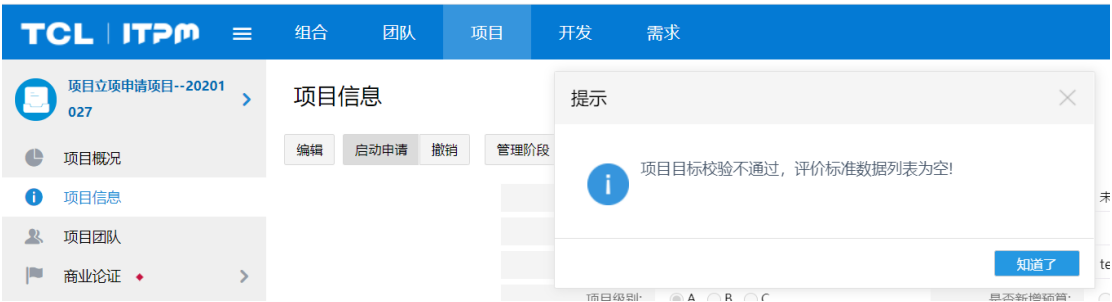 TCL ITPM 组合 团队 项目 开发 需求
项目立项申请项目--20201
027
项目概况
项目信息
项目团队
商业论证
项目信息
编辑 启动申请 撤销 管理阶段
提示
项目目标校验不通过，评价标准数据列表为空!
知道了
未
te
项目级别: A B C 是否新增预算: